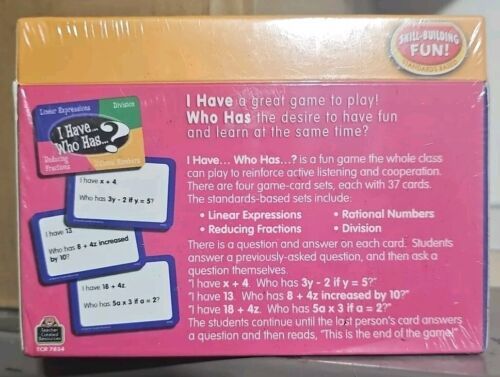 SKILL-BUILDING
FUN!
STANDARDS BASED
Linear Expressions
Division
I Have...
Who Has...?
Reducing
Fractions
Rational Numbers
I have x + 4.
Who has 3y - 2 if y = 5?
I have 13.
Who has 8 + 4z increased
by 10?
I have 18 + 4z.
Who has 5a x 3 if a = 2?
Teacher
Created
Resources
TCR 7834
I Have a great game to play!
Who Has the desire to have fun
and learn at the same time?
I Have... Who Has...? is a fun game the whole class
can play to reinforce active listening and cooperation.
There are four game-card sets, each with 37 cards.
The standards-based sets include:
• Linear Expressions
• Rational Numbers
• Reducing Fractions
• Division
There is a question and answer on each card. Students
answer a previously-asked question, and then ask a
question themselves.
"I have x + 4. Who has 3y - 2 if y = 5?"
"I have 13. Who has 8 + 4z increased by 10?"
"I have 18 + 4z. Who has 5a x 3 if a = 2?"
The students continue until the last person's card answers
a question and then reads, "This is the end of the game!"